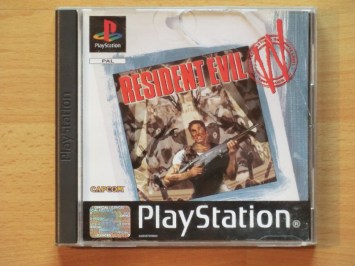 PlayStation
PlayStation
PAL
RESIDENT EVIL
CAPCOM
PlayStation®